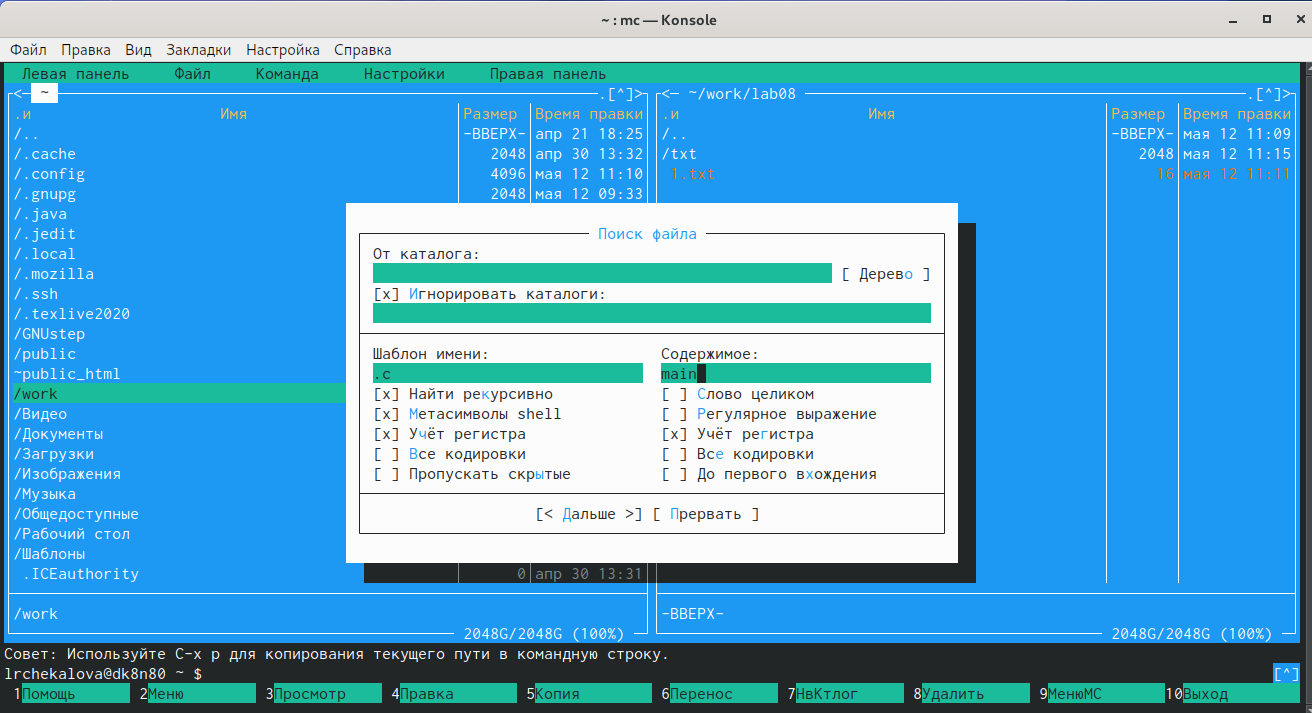 ~ : mc — Konsole
Файл Правка Вид Закладки Настройка Справка
Левая панель Файл Команда Настройки Правая панель
<─ ~ .[^]> <─ ~/work/lab08 .[^]>
.и Имя Размер Время правки .и Имя Размер Время правки
/.. -ВВЕРХ- апр 21 18:25 /.. -ВВЕРХ- мая 12 11:09
/.cache 2048 апр 30 13:32 /txt 2048 мая 12 11:15
/.config 4096 мая 12 11:10 1.txt 16 мая 12 11:11
/.gnupg 2048 мая 12 09:33
/.java
/.jedit
/.local
/.mozilla
/.ssh
/.texlive2020
/GNUstep
/public
~public_html
/work
/Видео
/Документы
/Загрузки
/Изображения
/Музыка
/Общедоступные
/Рабочий стол
/Шаблоны
.ICEauthority 0 апр 30 13:31
Поиск файла
От каталога:
[ Дерево ]
[x] Игнорировать каталоги:
Шаблон имени: Содержимое:
.c main
[x] Найти рекурсивно [ ] Слово целиком
[x] Метасимволы shell [ ] Регулярное выражение
[x] Учёт регистра [x] Учёт регистра
[ ] Все кодировки [ ] Все кодировки
[ ] Пропускать скрытые [ ] До первого вхождения
[< Дальше >] [ Прервать ]
/work -ВВЕРХ-
2048G/2048G (100%) 2048G/2048G (100%)
Совет: Используйте C-x p для копирования текущего пути в командную строку.
lrchekalova@dk8n80 ~ $ [^]
1Помощь 2Меню 3Просмотр 4Правка 5Копия 6Перенос 7НвКтлог 8Удалить 9МенюMC 10Выход